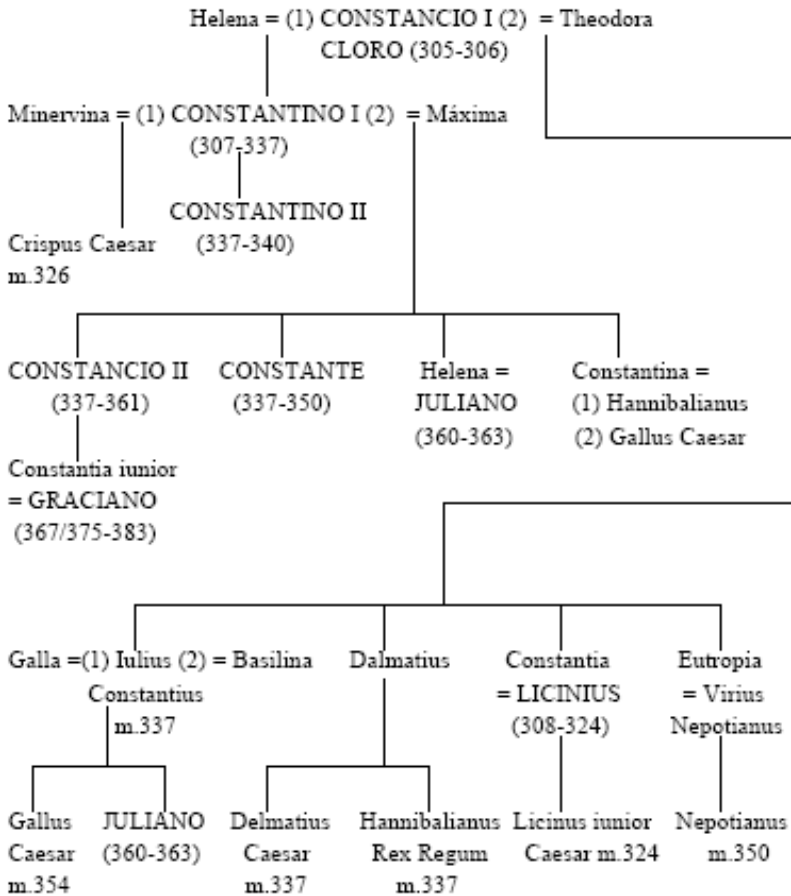 Helena = (1) CONSTANCIO I (2) = Theodora
CLORO (305-306)
Minervina = (1) CONSTANTINO I (2) = Máxima
(307-337)
CONSTANTINO II
Crispus Caesar (337-340)
m.326
CONSTANCIO II CONSTANTE Helena = Constantina =
(337-361) (337-350) JULIANO (1) Hannibalianus
(360-363) (2) Gallus Caesar
Constantia iunior
= GRACIANO
(367/375-383)
Galla =(1) Iulius (2) = Basilina Dalmatius Constantia Eutropia
Constantius = LICINIUS = Virius
m.337 (308-324) Nepotianus
Gallus JULIANO Delmatius Hannibalianus Licinus iunior Nepotianus
Caesar (360-363) Caesar Rex Regum Caesar m.324 m.350
m.354 m.337 m.337